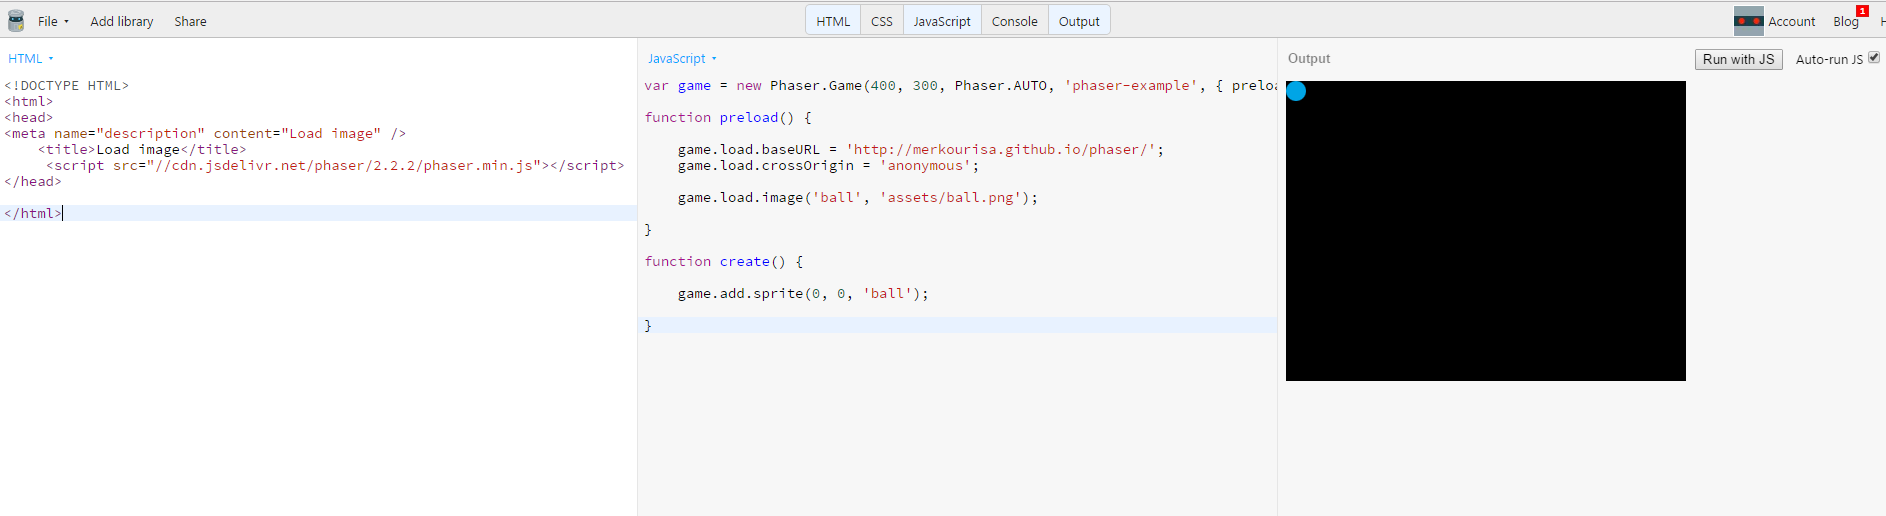 File Add library Share HTML CSS JavaScript Console Output Account Blog 1 H
HTML
<!DOCTYPE HTML>
<html>
<head>
<meta name="description" content="Load image" />
<title>Load image</title>
<script src="//cdn.jsdelivr.net/phaser/2.2.2/phaser.min.js"></script>
</head>
</html>
JavaScript
var game = new Phaser.Game(400, 300, Phaser.AUTO, 'phaser-example', { preloa
function preload() {
game.load.baseURL = 'http://merkourisa.github.io/phaser/';
game.load.crossOrigin = 'anonymous';
game.load.image('ball', 'assets/ball.png');
}
function create() {
game.add.sprite(0, 0, 'ball');
}
Output Run with JS Auto-run JS